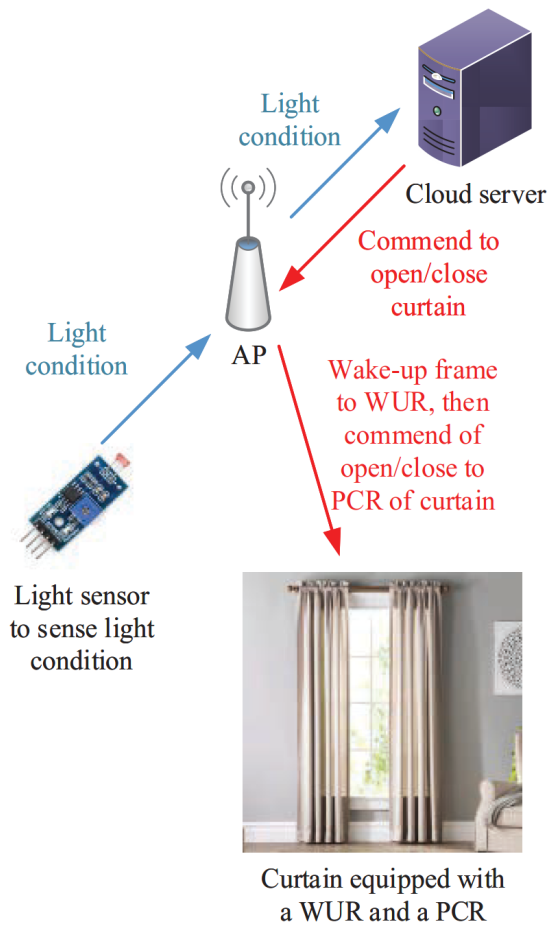 Light
condition
Cloud server
Commend to
open/close
curtain
AP
Light
condition
Wake-up frame
to WUR, then
commend of
open/close to
PCR of curtain
Light sensor
to sense light
condition
Curtain equipped with
a WUR and a PCR